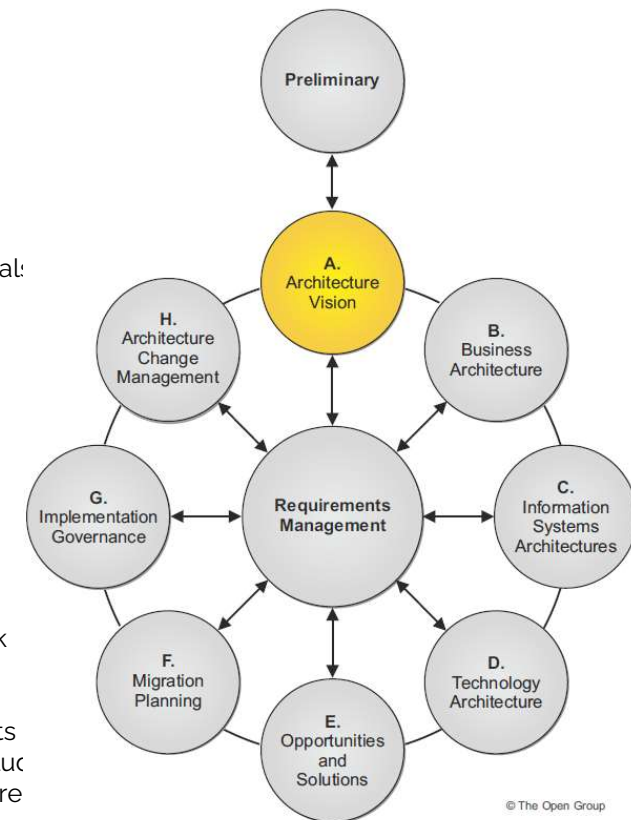 Preliminary
A.
Architecture
Vision
H.
Architecture
Change
Management
B.
Business
Architecture
G.
Implementation
Governance
Requirements
Management
C.
Information
Systems
Architectures
F.
Migration
Planning
D.
Technology
Architecture
E.
Opportunities
and
Solutions
© The Open Group